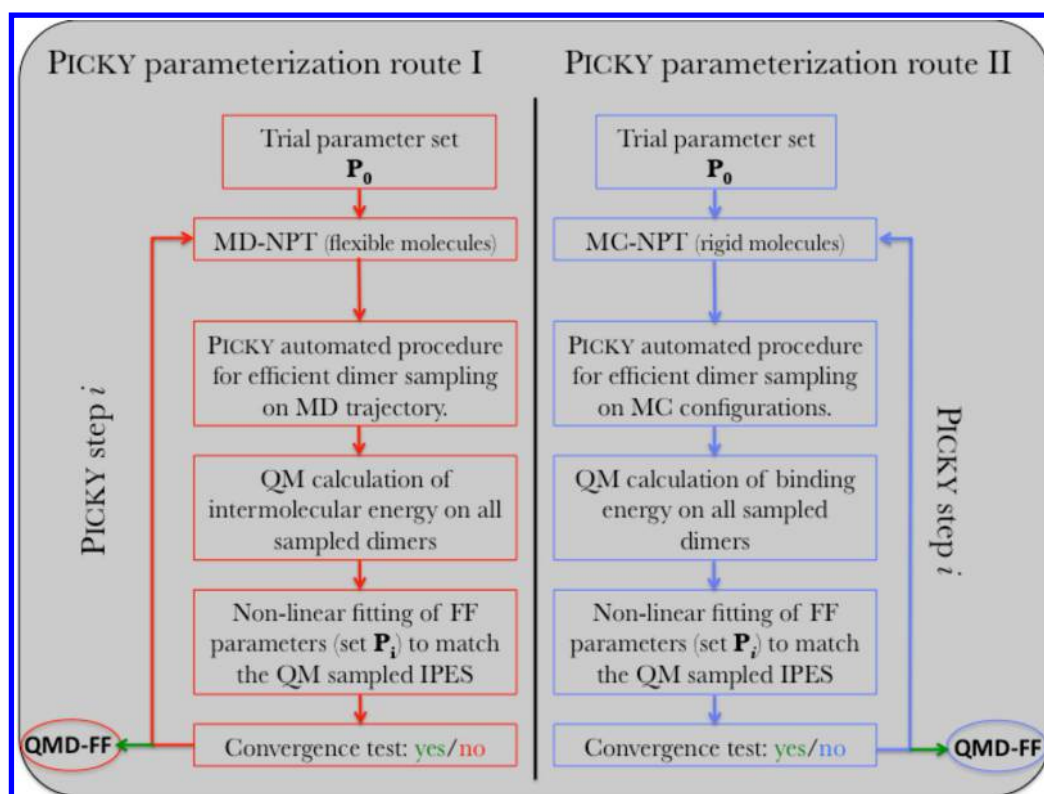 PICKY parameterization route I
Trial parameter set
P0
MD-NPT (flexible molecules)
PICKY automated procedure
for efficient dimer sampling
on MD trajectory.
QM calculation of
intermolecular energy on all
sampled dimers
Non-linear fitting of FF
parameters (set Pi) to match
the QM sampled IPES
Convergence test: yes/no
QMD-FF
PICKY step i
PICKY parameterization route II
Trial parameter set
P0
MC-NPT (rigid molecules)
PICKY automated procedure
for efficient dimer sampling
on MC configurations.
QM calculation of binding
energy on all sampled
dimers
Non-linear fitting of FF
parameters (set Pi) to match
the QM sampled IPES
Convergence test: yes/no
QMD-FF
PICKY step i